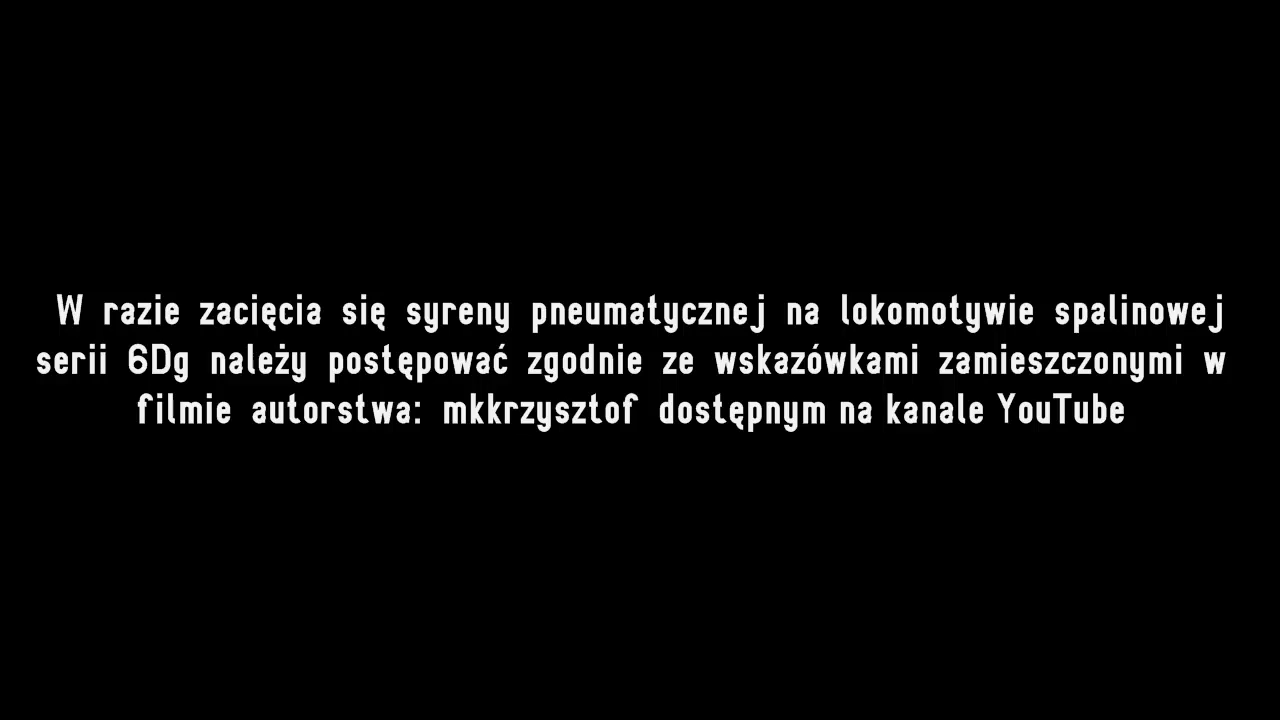 W razie zacięcia się syreny pneumatycznej na lokomotywie spalinowej
serii 6Dg należy postępować zgodnie ze wskazówkami zamieszczonymi w
filmie autorstwa: mkkrzysztof dostępnym na kanale YouTube